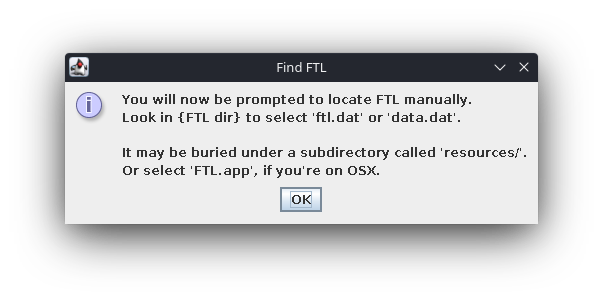 Find FTL
You will now be prompted to locate FTL manually.
Look in {FTL dir} to select 'ftl.dat' or 'data.dat'.
It may be buried under a subdirectory called 'resources/'.
Or select 'FTL.app', if you're on OSX.
OK